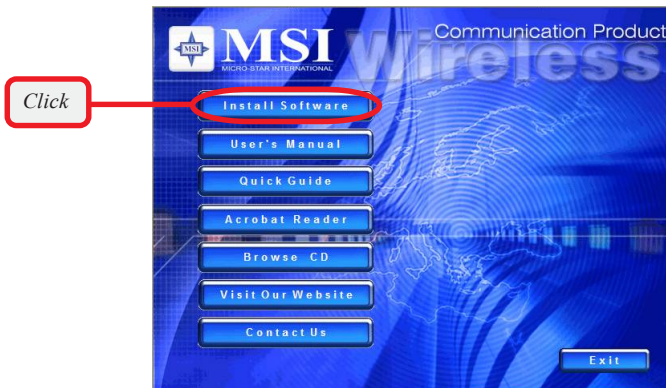 Communication Product
Wireless
MSI
MSI
MICRO-STAR INTERNATIONAL
Click
Install Software
User's Manual
Quick Guide
Acrobat Reader
Browse CD
Visit Our Website
Contact Us
Exit